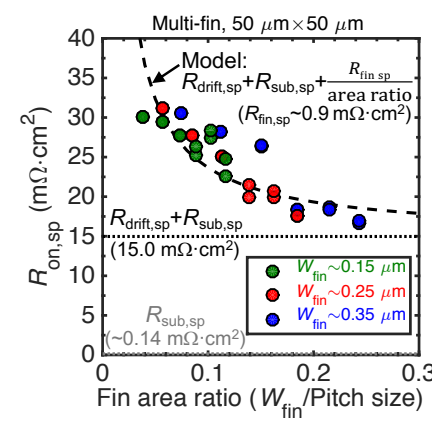 Multi-fin, 50 μm×50 μm
Model:
R_drift,sp+R_sub,sp+R_fin sp/area ratio
(R_fin,sp~0.9 mΩ·cm²)
R_drift,sp+R_sub,sp
(15.0 mΩ·cm²)
R_sub,sp
(~0.14 mΩ·cm²)
W_fin~0.15 μm
W_fin~0.25 μm
W_fin~0.35 μm
40
35
30
25
20
15
10
5
0
R_on,sp (mΩ·cm²)
0 0.1 0.2 0.3
Fin area ratio (W_fin/Pitch size)